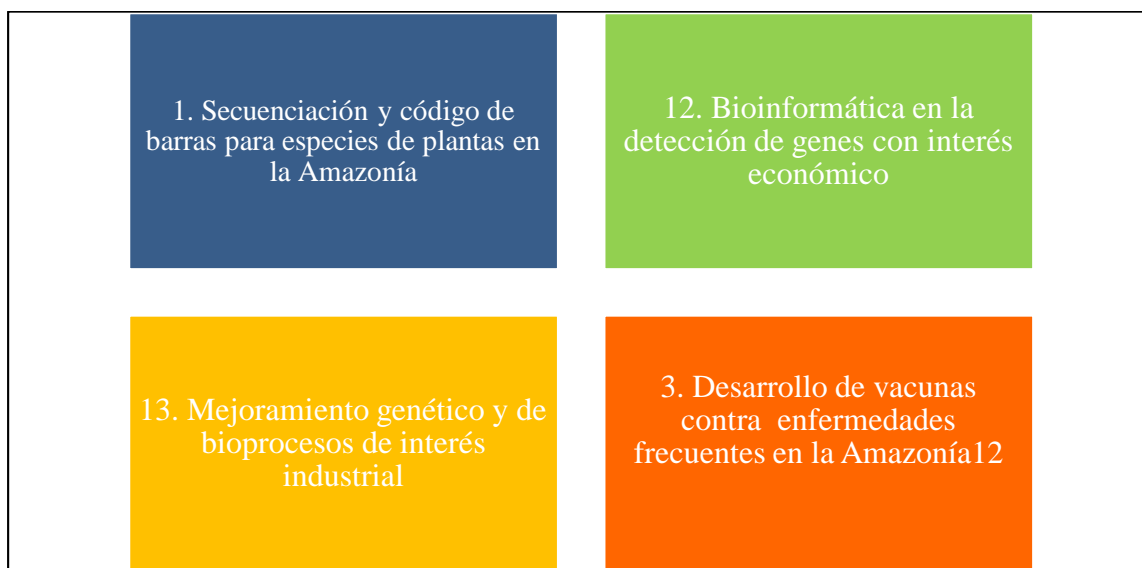 1. Secuenciación y código de
barras para especies de plantas en
la Amazonía
12. Bioinformática en la
detección de genes con interés
económico
13. Mejoramiento genético y de
bioprocesos de interés
industrial
3. Desarrollo de vacunas
contra enfermedades
frecuentes en la Amazonía12